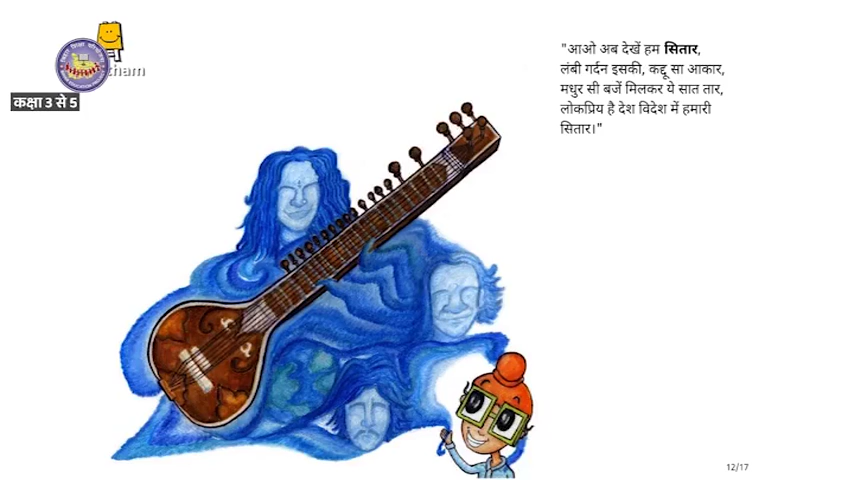 कक्षा 3 से 5
"आओ अब देखें हम सितार,
लंबी गर्दन इसकी, कद्दू सा आकार,
मधुर सी बजें मिलकर ये सात तार,
लोकप्रिय है देश विदेश में हमारी
सितार।"
12/17